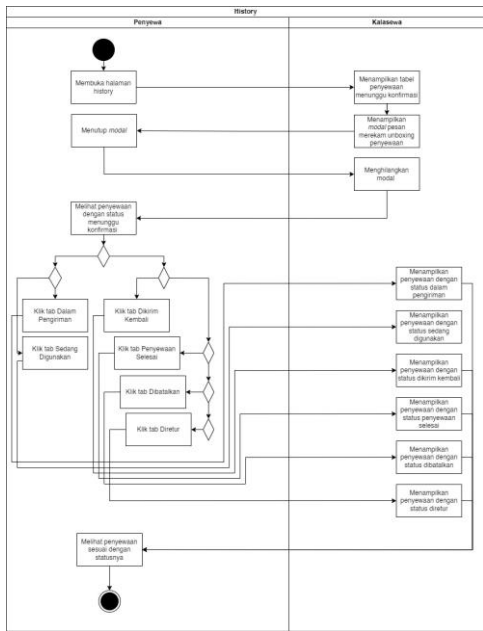 History
Penyewa
Kalasewa
Membuka halaman
history
Menampilkan tabel
penyewaan
menunggu konfirmasi
Menutup modal
Menampilkan
modal pesan
merekam unboxing
penyewaan
Menghilangkan
modal
Melihat penyewaan
dengan status
menunggu
konfirmasi
Klik tab Dalam
Pengiriman
Klik tab Dikirim
Kembali
Menampilkan
penyewaan dengan
status dalam
pengiriman
Klik tab Sedang
Digunakan
Klik tab Penyewaan
Selesai
Menampilkan
penyewaan dengan
status sedang
digunakan
Klik tab Dibatalkan
Menampilkan
penyewaan dengan
status dikirim kembali
Klik tab Diretur
Menampilkan
penyewaan dengan
status penyewaan
selesai
Menampilkan
penyewaan dengan
status dibatalkan
Menampilkan
penyewaan dengan
status diretur
Melihat penyewaan
sesuai dengan
statusnya